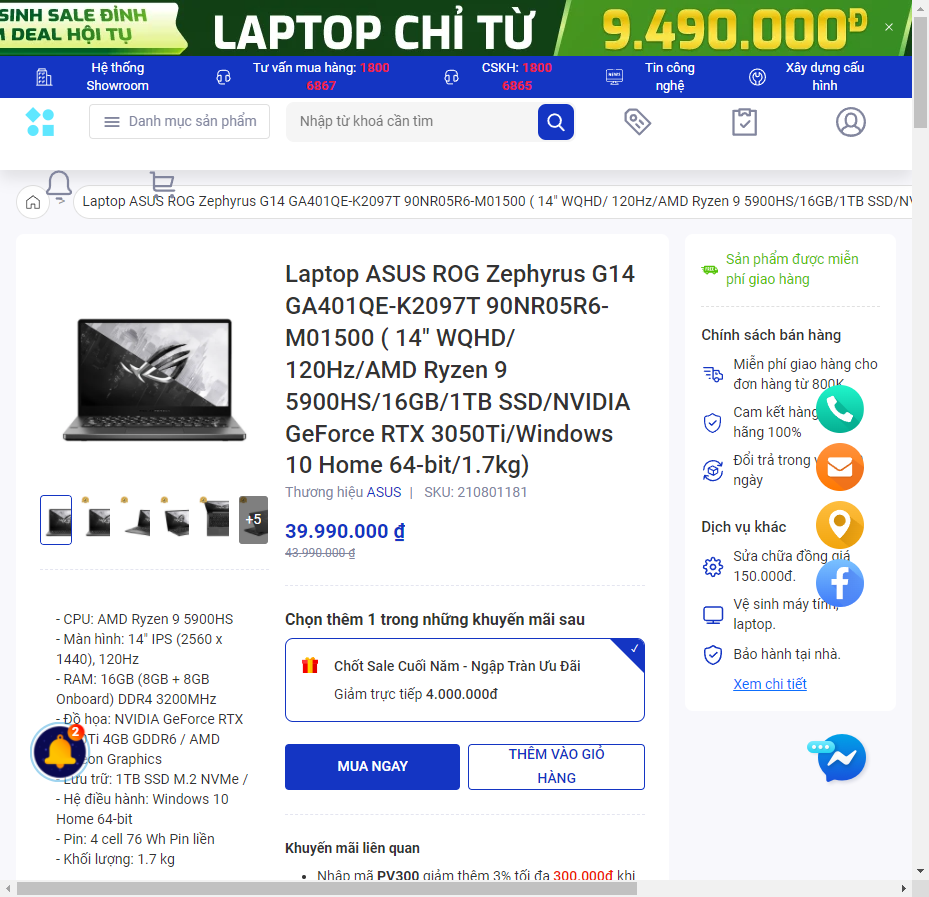 SINH SALE ĐỈNH
DEAL HỘI TỤ
LAPTOP CHỈ TỪ
9.490.000Đ
Hệ thống
Showroom
Tư vấn mua hàng: 1800
6867
CSKH: 1800
6865
NEWS
Tin công
nghệ
Xây dựng cấu
hình
Danh mục sản phẩm
Nhập từ khoá cần tìm
Laptop ASUS ROG Zephyrus G14 GA401QE-K2097T 90NR05R6-M01500 ( 14" WQHD/ 120Hz/AMD Ryzen 9 5900HS/16GB/1TB SSD/NV
Laptop ASUS ROG Zephyrus G14
GA401QE-K2097T 90NR05R6-
M01500 ( 14" WQHD/
120Hz/AMD Ryzen 9
5900HS/16GB/1TB SSD/NVIDIA
GeForce RTX 3050Ti/Windows
10 Home 64-bit/1.7kg)
Thương hiệu ASUS | SKU: 210801181
39.990.000 ₫
43.990.000 ₫
+5
- CPU: AMD Ryzen 9 5900HS
- Màn hình: 14" IPS (2560 x
1440), 120Hz
- RAM: 16GB (8GB + 8GB
Onboard) DDR4 3200MHz
- Đồ họa: NVIDIA GeForce RTX
Ti 4GB GDDR6 / AMD
on Graphics
- Lưu trữ: 1TB SSD M.2 NVMe /
- Hệ điều hành: Windows 10
Home 64-bit
- Pin: 4 cell 76 Wh Pin liền
- Khối lượng: 1.7 kg
2
Chọn thêm 1 trong những khuyến mãi sau
Chốt Sale Cuối Năm - Ngập Tràn Ưu Đãi
Giảm trực tiếp 4.000.000đ
MUA NGAY
THÊM VÀO GIỎ
HÀNG
Khuyến mãi liên quan
• Nhập mã PV300 giảm thêm 3% tối đa 300.000đ khi
FREE
Sản phẩm được miễn
phí giao hàng
Chính sách bán hàng
Miễn phí giao hàng cho
đơn hàng từ 800K
Cam kết hàng
hãng 100%
Đổi trả trong
ngày
Dịch vụ khác
Sửa chữa đồng giá
150.000đ.
Vệ sinh máy tính,
laptop.
Bảo hành tại nhà.
Xem chi tiết